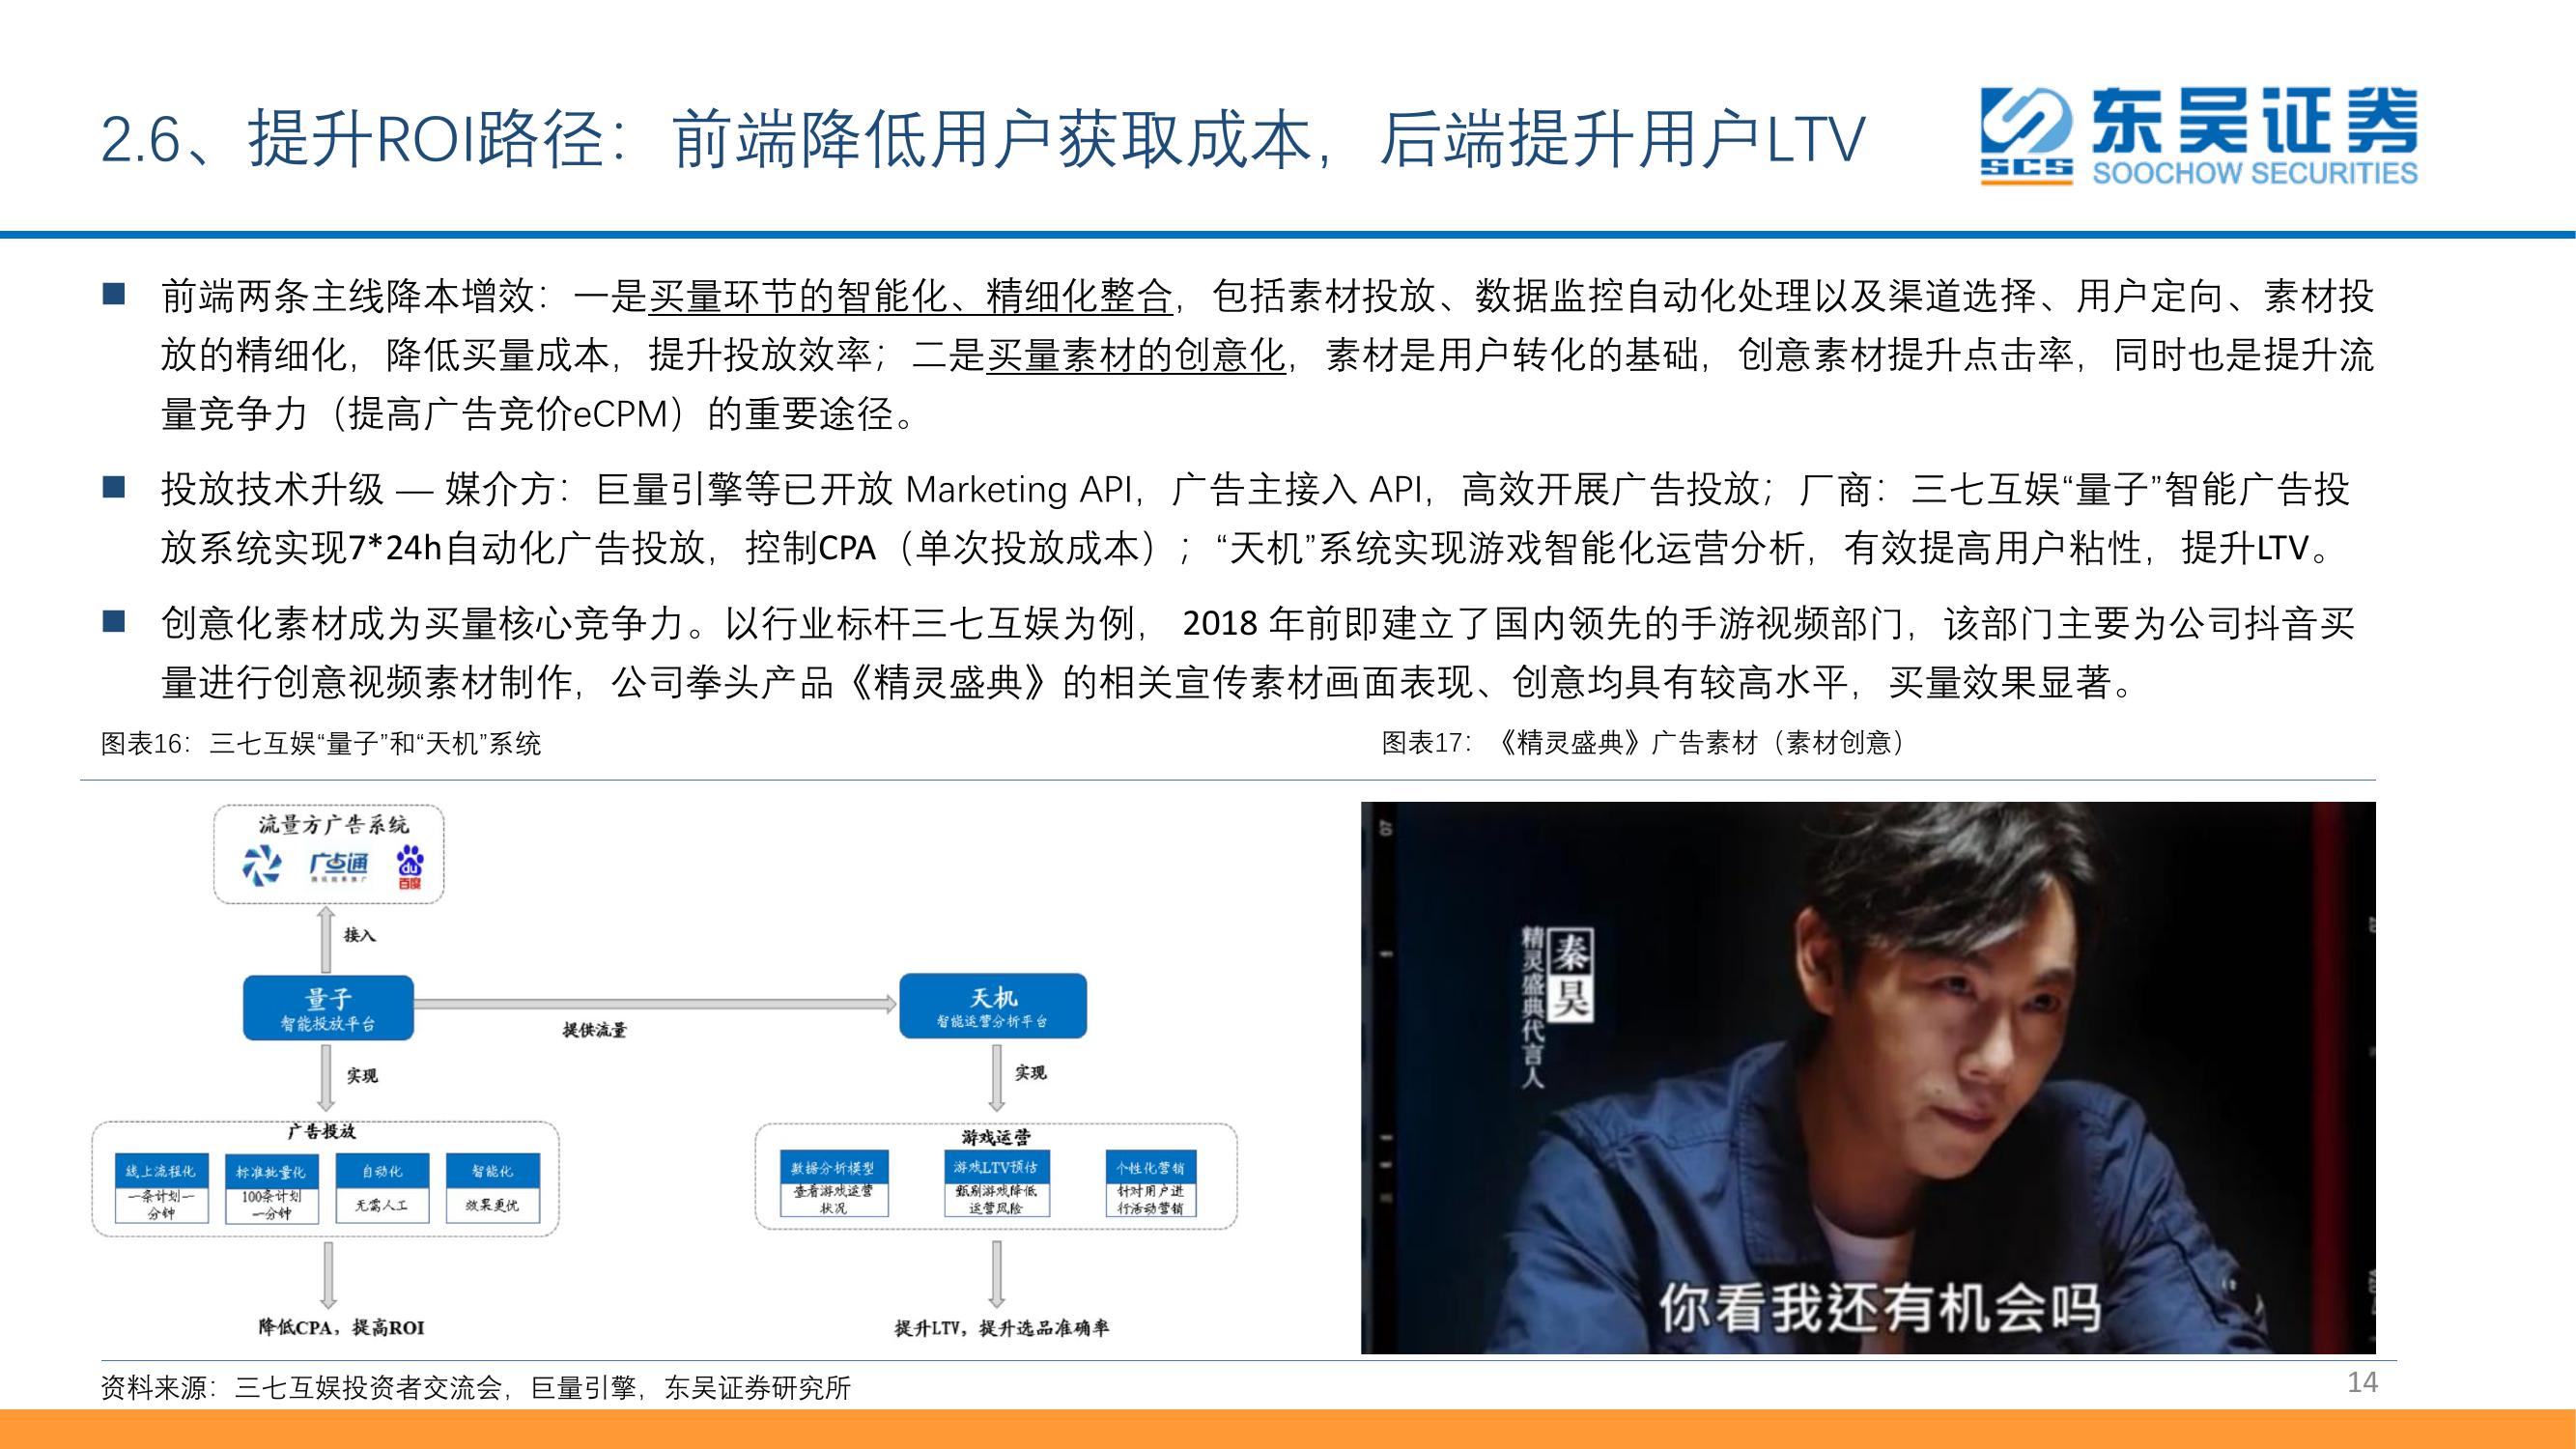 2.6、提升ROI路径：前端降低用户获取成本，后端提升用户LTV
东吴证券
SCS
SOOCHOW SECURITIES
前端两条主线降本增效：一是买量环节的智能化、精细化整合，包括素材投放、数据监控自动化处理以及渠道选择、用户定向、素材投
放的精细化，降低买量成本，提升投放效率；二是买量素材的创意化，素材是用户转化的基础，创意素材提升点击率，同时也是提升流
量竞争力（提高广告竞价eCPM）的重要途径。
投放技术升级 — 媒介方：巨量引擎等已开放 Marketing API，广告主接入 API，高效开展广告投放；厂商：三七互娱“量子”智能广告投
放系统实现7*24h自动化广告投放，控制CPA（单次投放成本）；“天机”系统实现游戏智能化运营分析，有效提高用户粘性，提升LTV。
创意化素材成为买量核心竞争力。以行业标杆三七互娱为例， 2018 年前即建立了国内领先的手游视频部门，该部门主要为公司抖音买
量进行创意视频素材制作，公司拳头产品《精灵盛典》的相关宣传素材画面表现、创意均具有较高水平，买量效果显著。
图表16：三七互娱“量子”和“天机”系统
图表17：《精灵盛典》广告素材（素材创意）
流量方广告系统
广点通
du
百度
接入
量子
智能投放平台
提供流量
天机
智能运营分析平台
实现
实现
广告投放
线上流程化
标准批量化
自动化
智能化
一条计划一
分钟
100条计划
一分钟
无需人工
效果更优
游戏运营
数据分析模型
游戏LTV预估
个性化营销
查看游戏运营
状况
甄别游戏降低
运营风险
针对用户进
行活动营销
降低CPA，提高ROI
提升LTV，提升选品准确率
秦昊
精灵盛典代言人
你看我还有机会吗
资料来源：三七互娱投资者交流会，巨量引擎，东吴证券研究所
14